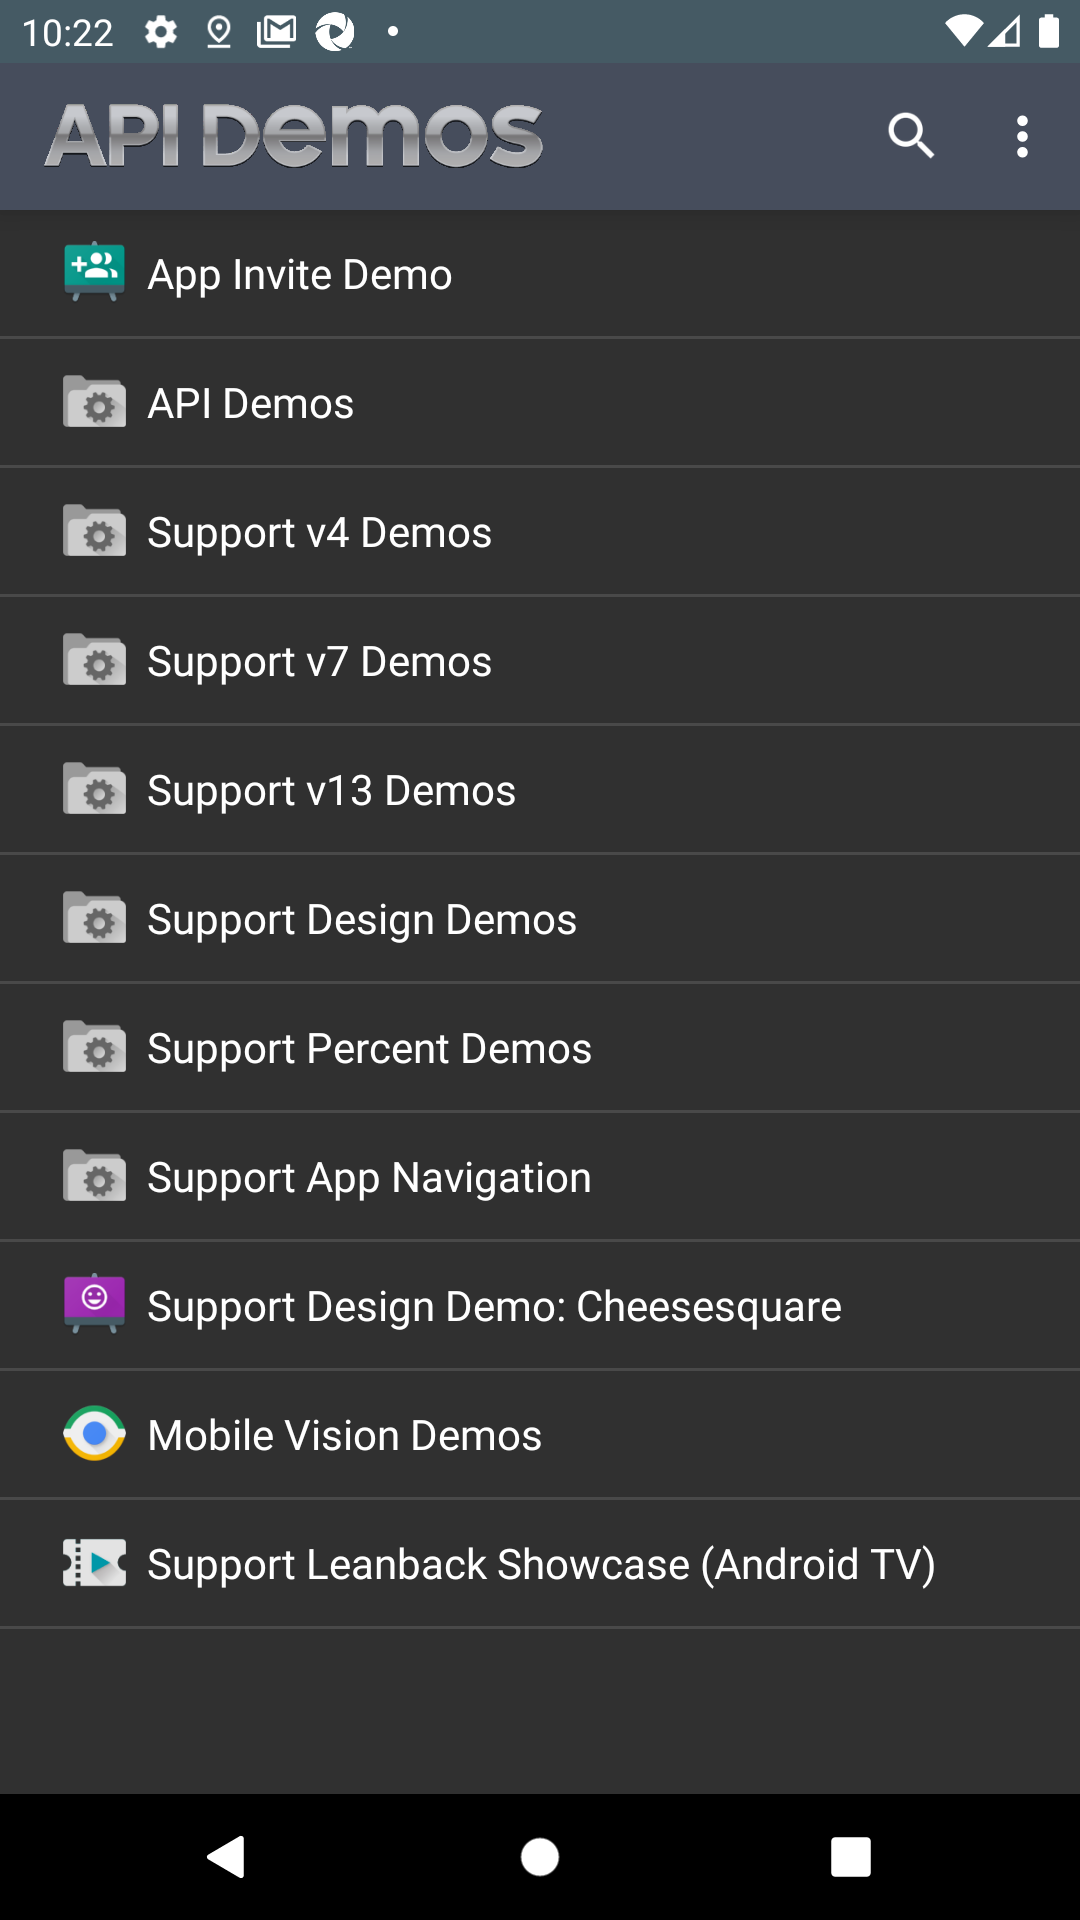 10:22
API Demos
App Invite Demo
API Demos
Support v4 Demos
Support v7 Demos
Support v13 Demos
Support Design Demos
Support Percent Demos
Support App Navigation
Support Design Demo: Cheesesquare
Mobile Vision Demos
Support Leanback Showcase (Android TV)